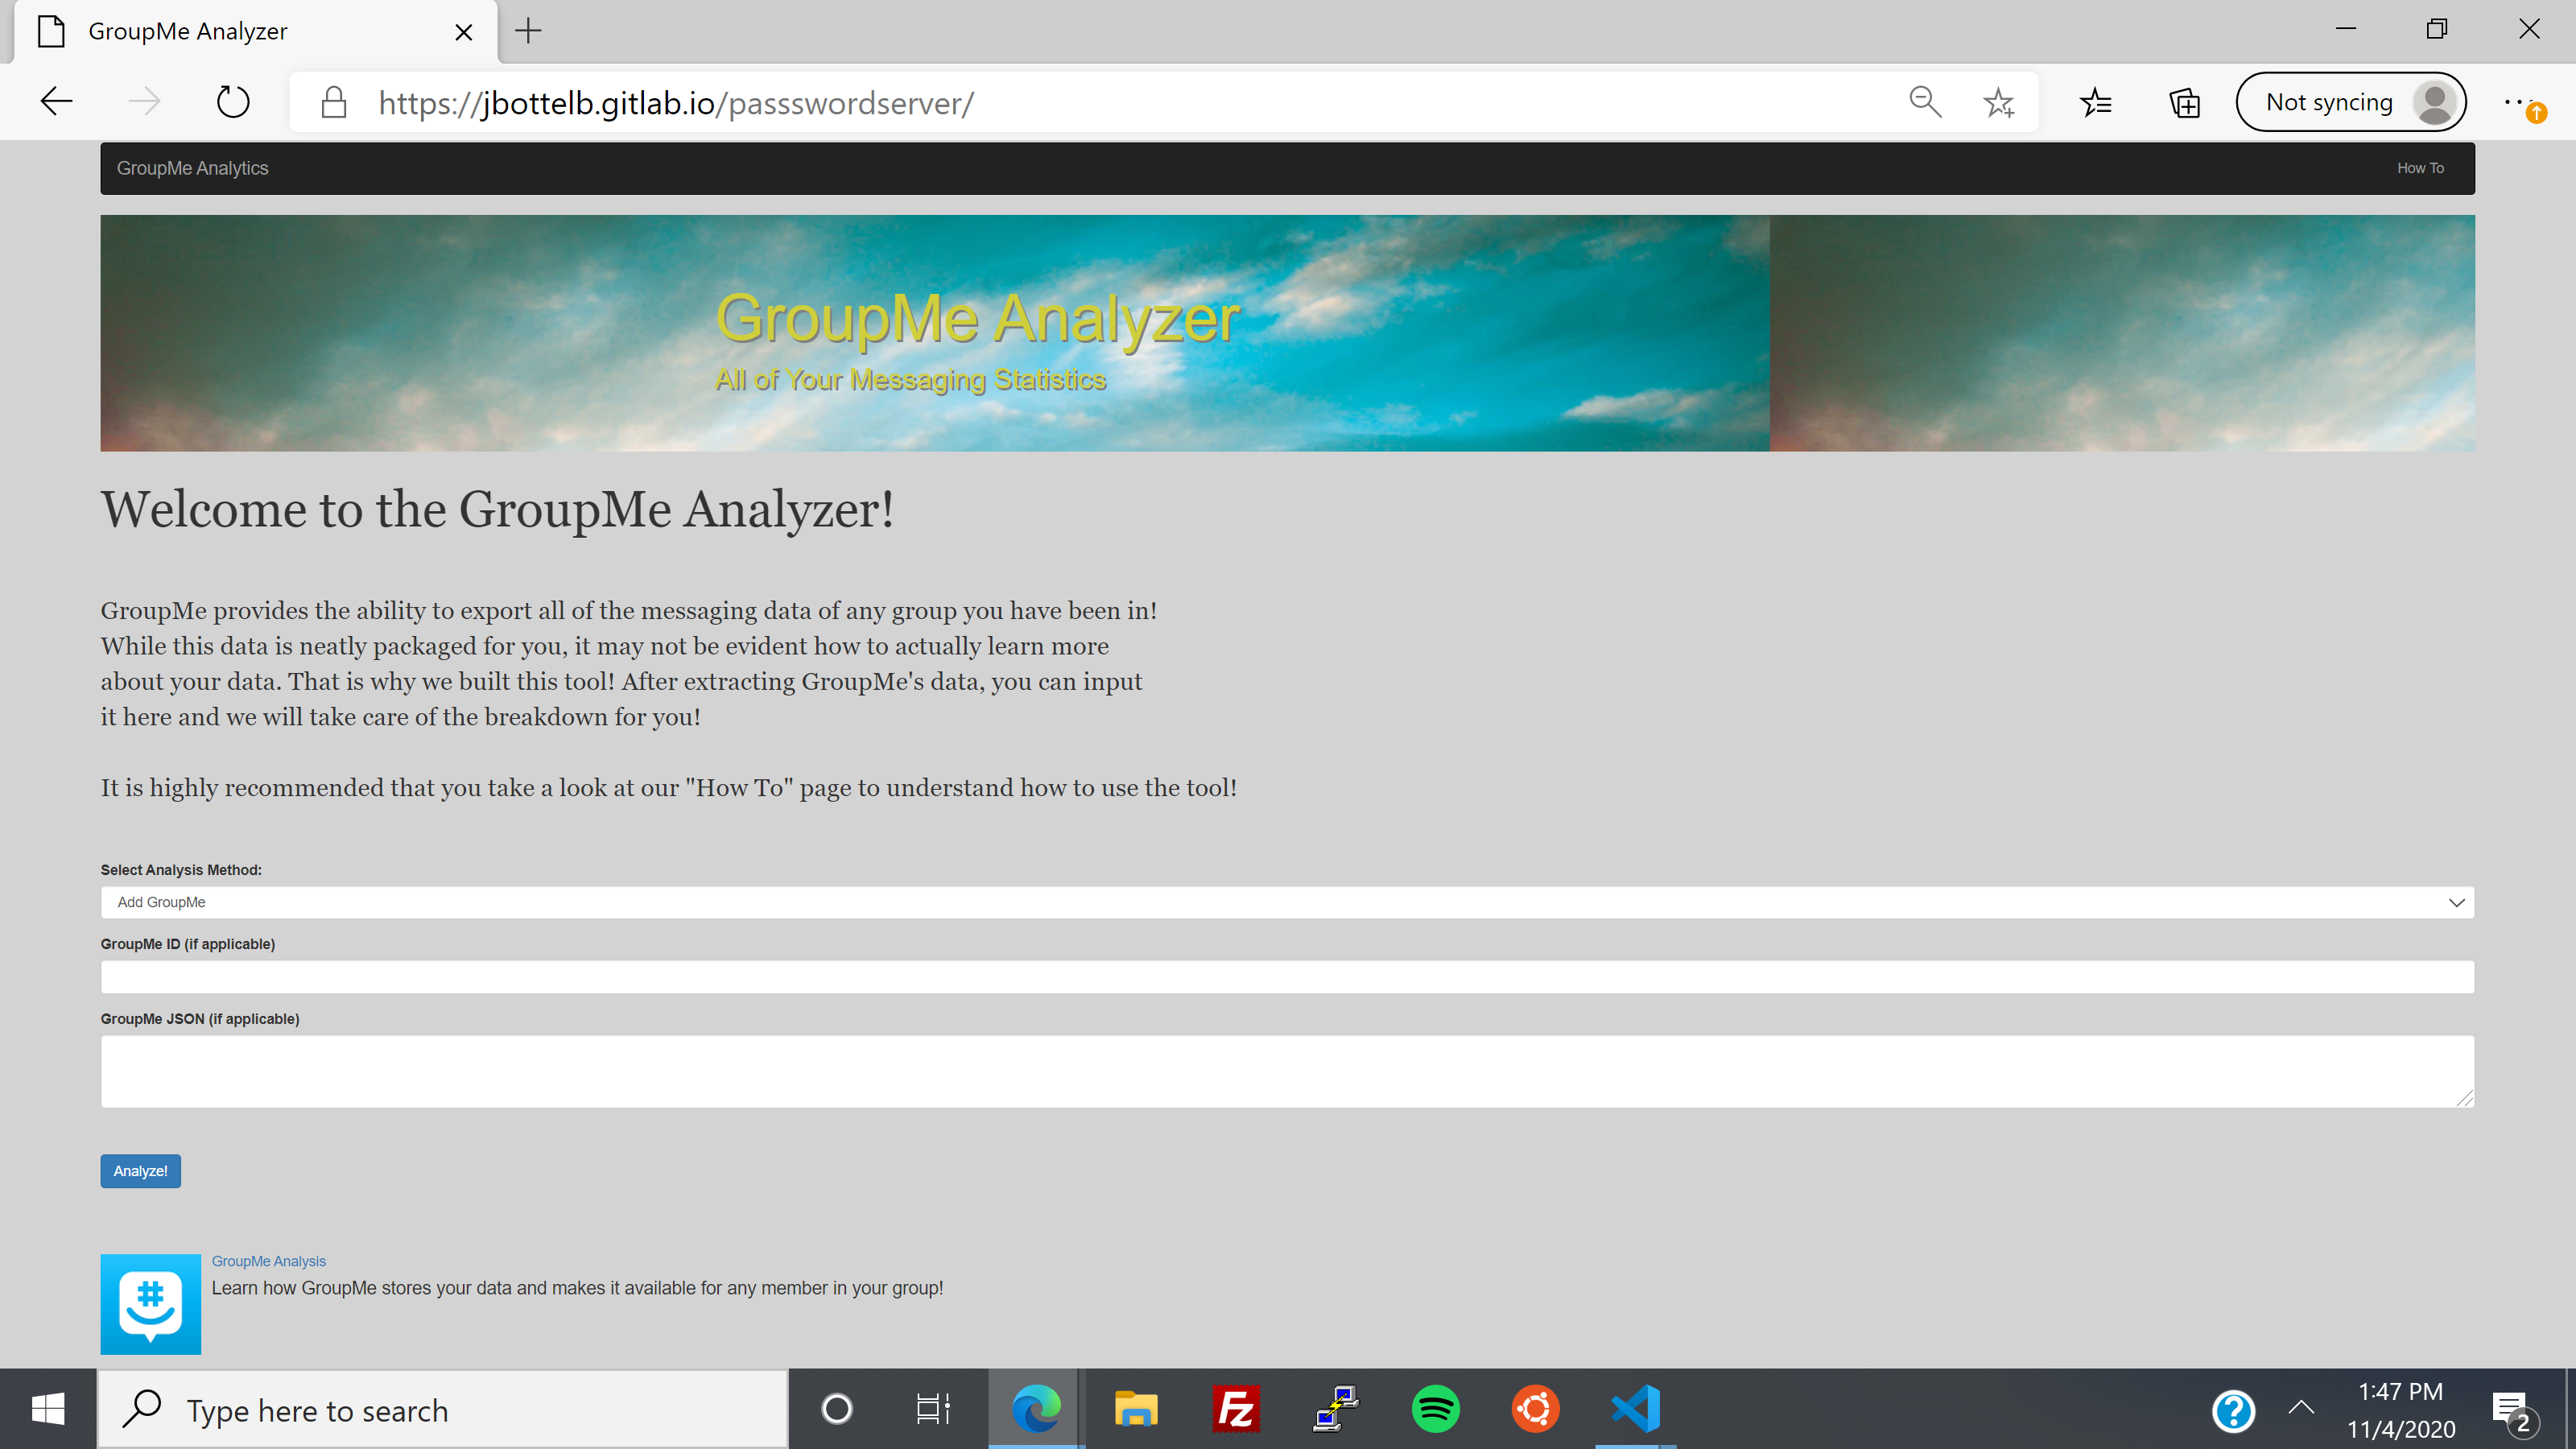 GroupMe Analyzer
https://jbottelb.gitlab.io/passswordserver/
Not syncing
GroupMe Analytics
How To
GroupMe Analyzer
All of Your Messaging Statistics
Welcome to the GroupMe Analyzer!
GroupMe provides the ability to export all of the messaging data of any group you have been in!
While this data is neatly packaged for you, it may not be evident how to actually learn more
about your data. That is why we built this tool! After extracting GroupMe's data, you can input
it here and we will take care of the breakdown for you!
It is highly recommended that you take a look at our "How To" page to understand how to use the tool!
Select Analysis Method:
Add GroupMe
GroupMe ID (if applicable)
GroupMe JSON (if applicable)
Analyze!
#
GroupMe Analysis
Learn how GroupMe stores your data and makes it available for any member in your group!
Type here to search
Fz
?
1:47 PM
11/4/2020
2